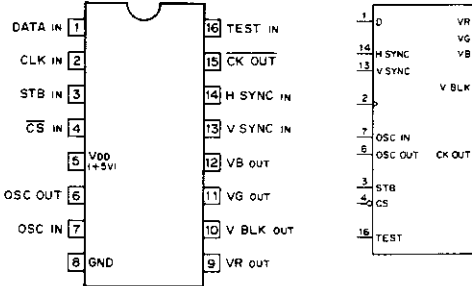 DATA IN 1
CLK IN 2
STB IN 3
CS IN 4
5 VDD
(+5V)
OSC OUT 6
OSC IN 7
8 GND
16 TEST IN
15 CK OUT
14 H SYNC IN
13 V SYNC IN
12 VB OUT
11 VG OUT
10 V BLK OUT
9 VR OUT
1 D VR
VG
14 H SYNC VB
13 V SYNC
V BLK
2
7 OSC IN
6 OSC OUT CK OUT
3 STB
4 CS
16 TEST